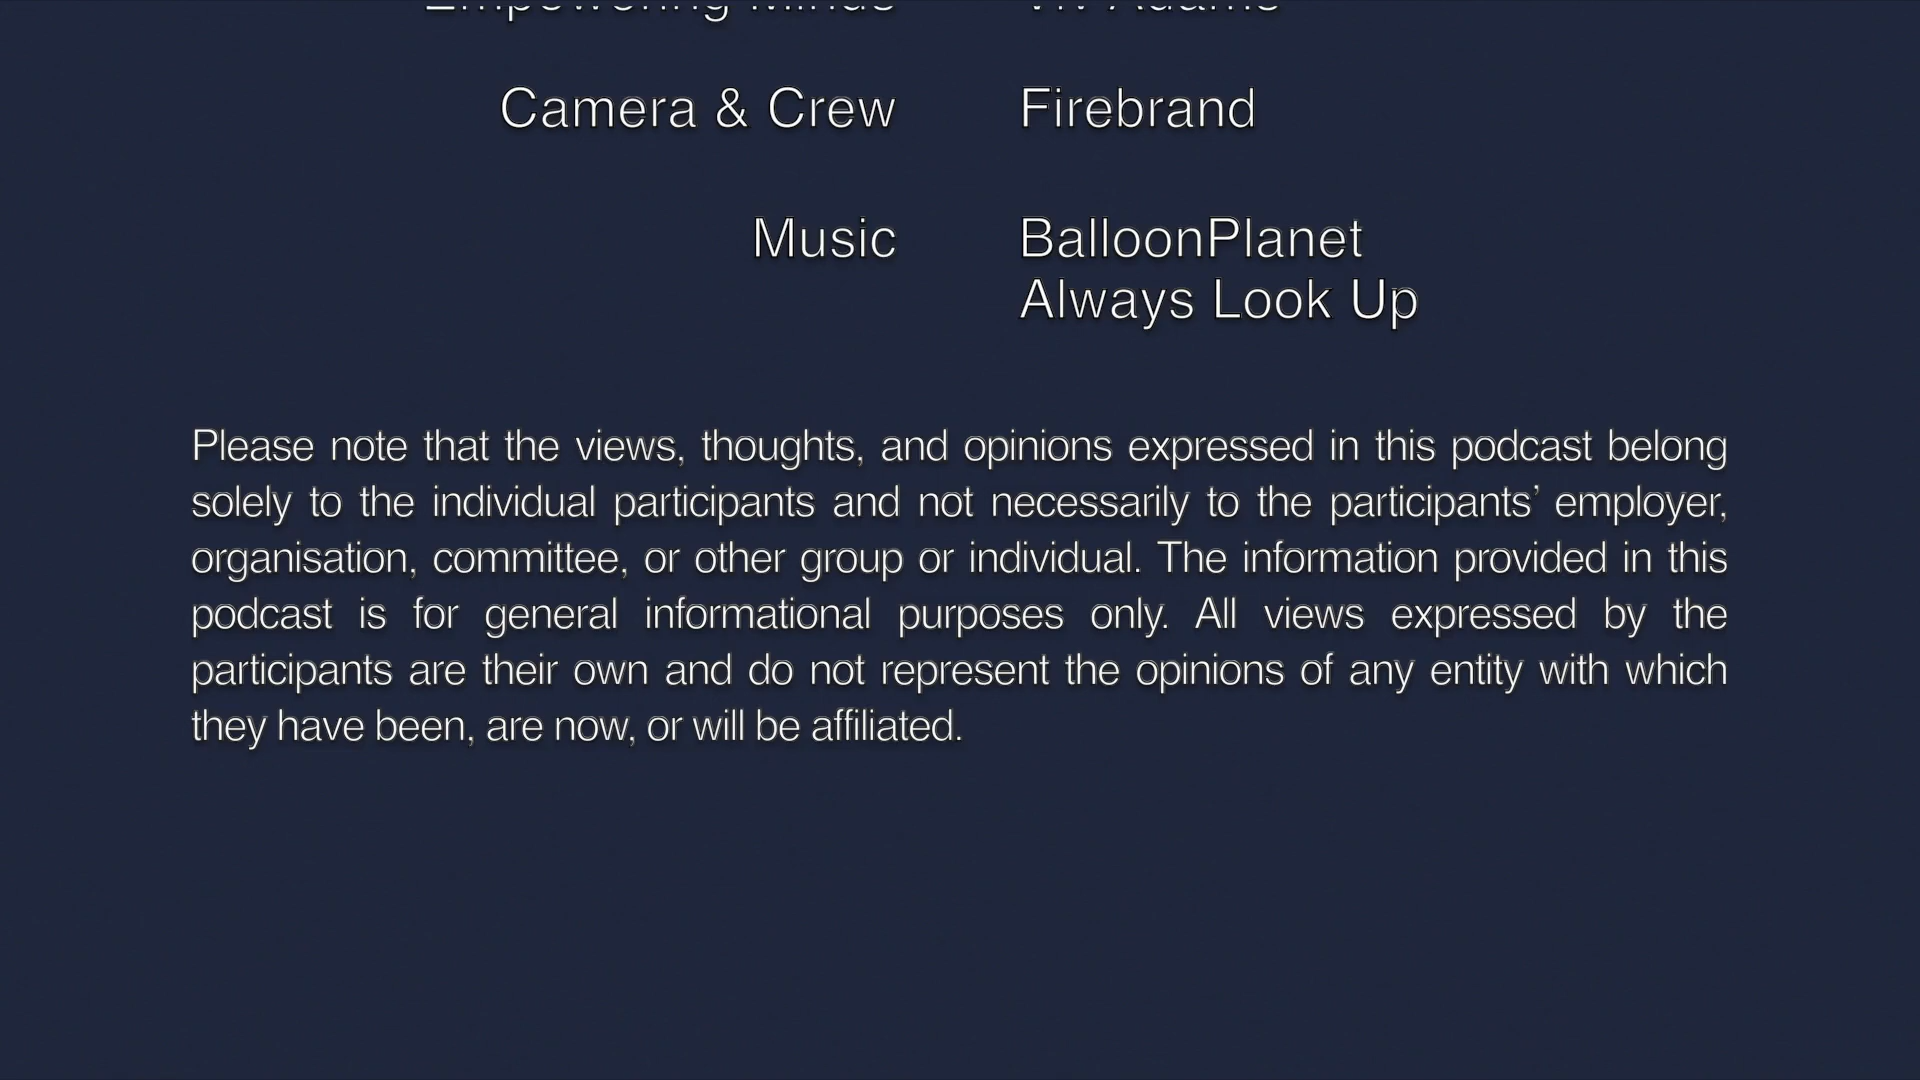 Empowering Minds Viv Adams
Camera & Crew Firebrand
Music BalloonPlanet
Always Look Up
Please note that the views, thoughts, and opinions expressed in this podcast belong
solely to the individual participants and not necessarily to the participants’ employer,
organisation, committee, or other group or individual. The information provided in this
podcast is for general informational purposes only. All views expressed by the
participants are their own and do not represent the opinions of any entity with which
they have been, are now, or will be affiliated.